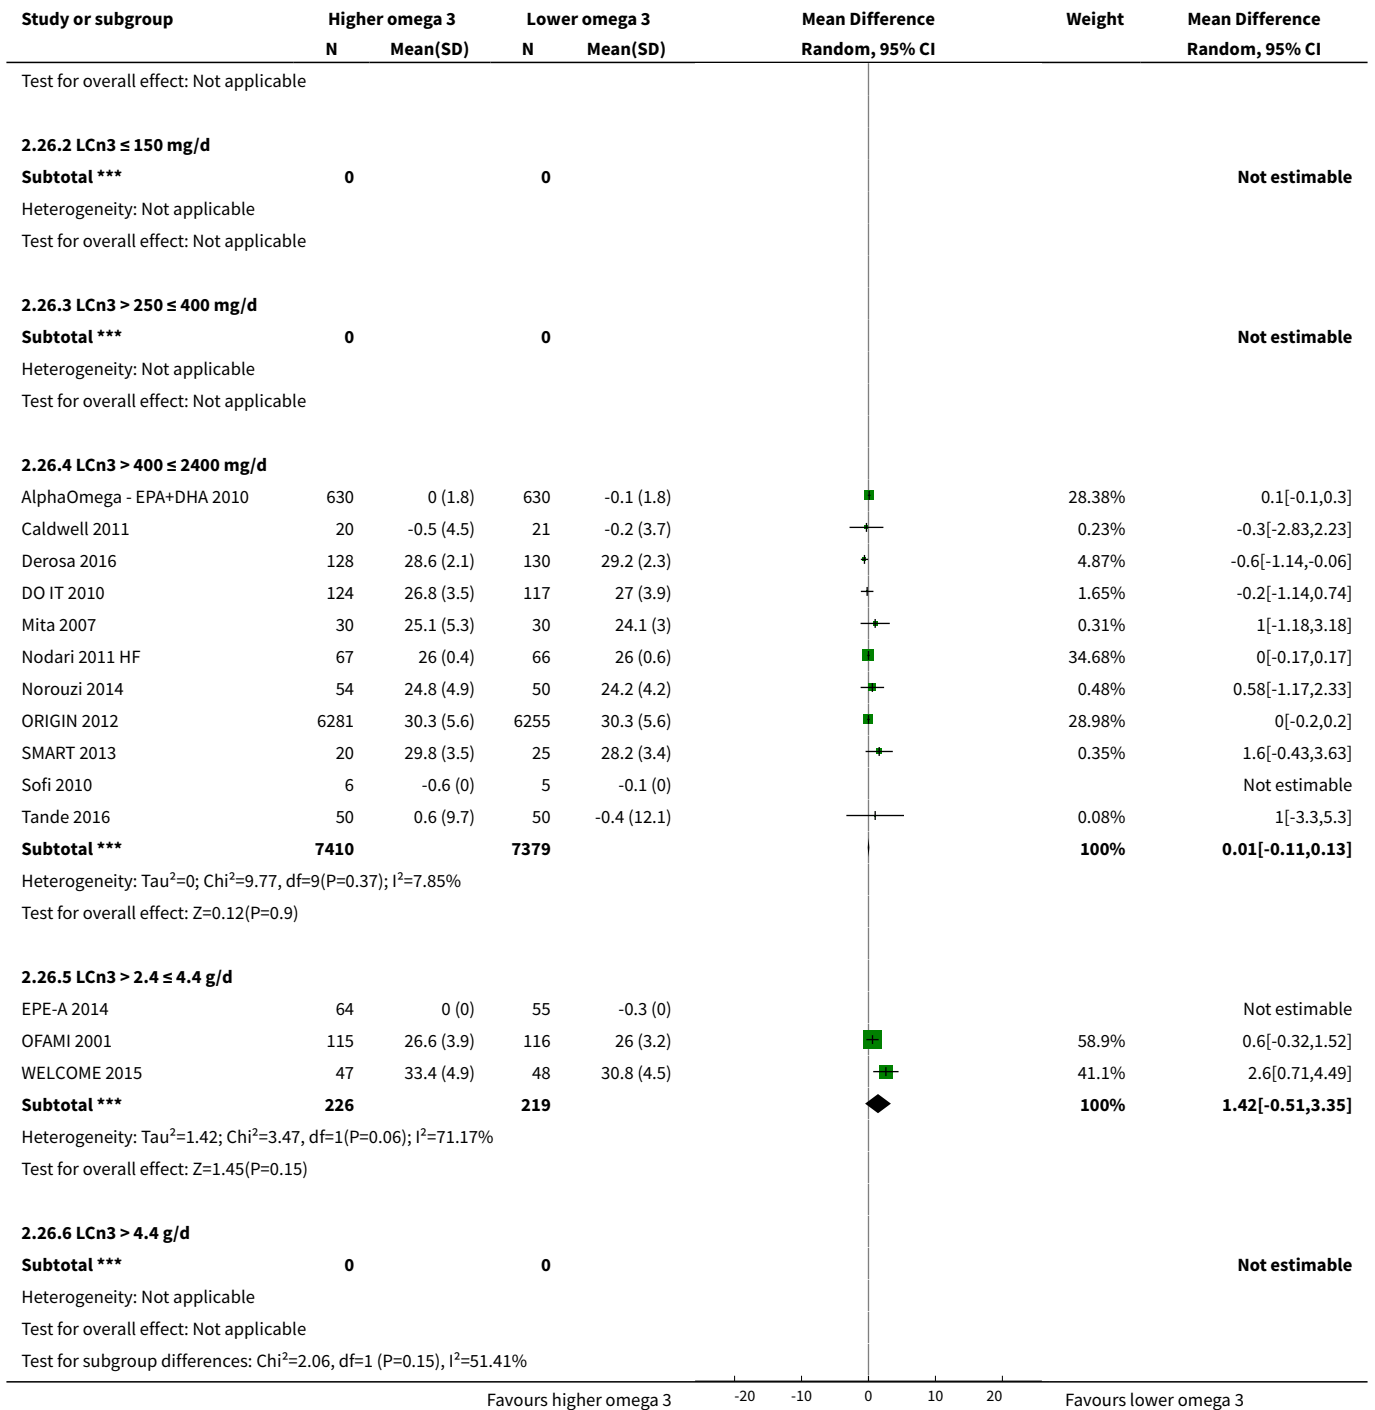 Study or subgroup Higher omega 3 Lower omega 3 Mean Difference Weight Mean Difference
N Mean(SD) N Mean(SD) Random, 95% CI Random, 95% CI
Test for overall effect: Not applicable
2.26.2 LCn3 ≤ 150 mg/d
Subtotal *** 0 0 Not estimable
Heterogeneity: Not applicable
Test for overall effect: Not applicable
2.26.3 LCn3 > 250 ≤ 400 mg/d
Subtotal *** 0 0 Not estimable
Heterogeneity: Not applicable
Test for overall effect: Not applicable
2.26.4 LCn3 > 400 ≤ 2400 mg/d
AlphaOmega - EPA+DHA 2010 630 0 (1.8) 630 -0.1 (1.8) 28.38% 0.1[-0.1,0.3]
Caldwell 2011 20 -0.5 (4.5) 21 -0.2 (3.7) 0.23% -0.3[-2.83,2.23]
Derosa 2016 128 28.6 (2.1) 130 29.2 (2.3) 4.87% -0.6[-1.14,-0.06]
DO IT 2010 124 26.8 (3.5) 117 27 (3.9) 1.65% -0.2[-1.14,0.74]
Mita 2007 30 25.1 (5.3) 30 24.1 (3) 0.31% 1[-1.18,3.18]
Nodari 2011 HF 67 26 (0.4) 66 26 (0.6) 34.68% 0[-0.17,0.17]
Norouzi 2014 54 24.8 (4.9) 50 24.2 (4.2) 0.48% 0.58[-1.17,2.33]
ORIGIN 2012 6281 30.3 (5.6) 6255 30.3 (5.6) 28.98% 0[-0.2,0.2]
SMART 2013 20 29.8 (3.5) 25 28.2 (3.4) 0.35% 1.6[-0.43,3.63]
Sofi 2010 6 -0.6 (0) 5 -0.1 (0) Not estimable
Tande 2016 50 0.6 (9.7) 50 -0.4 (12.1) 0.08% 1[-3.3,5.3]
Subtotal *** 7410 7379 100% 0.01[-0.11,0.13]
Heterogeneity: Tau²=0; Chi²=9.77, df=9(P=0.37); I²=7.85%
Test for overall effect: Z=0.12(P=0.9)
2.26.5 LCn3 > 2.4 ≤ 4.4 g/d
EPE-A 2014 64 0 (0) 55 -0.3 (0) Not estimable
OFAMI 2001 115 26.6 (3.9) 116 26 (3.2) 58.9% 0.6[-0.32,1.52]
WELCOME 2015 47 33.4 (4.9) 48 30.8 (4.5) 41.1% 2.6[0.71,4.49]
Subtotal *** 226 219 100% 1.42[-0.51,3.35]
Heterogeneity: Tau²=1.42; Chi²=3.47, df=1(P=0.06); I²=71.17%
Test for overall effect: Z=1.45(P=0.15)
2.26.6 LCn3 > 4.4 g/d
Subtotal *** 0 0 Not estimable
Heterogeneity: Not applicable
Test for overall effect: Not applicable
Test for subgroup differences: Chi²=2.06, df=1 (P=0.15), I²=51.41%
Favours higher omega 3 -20 -10 0 10 20 Favours lower omega 3